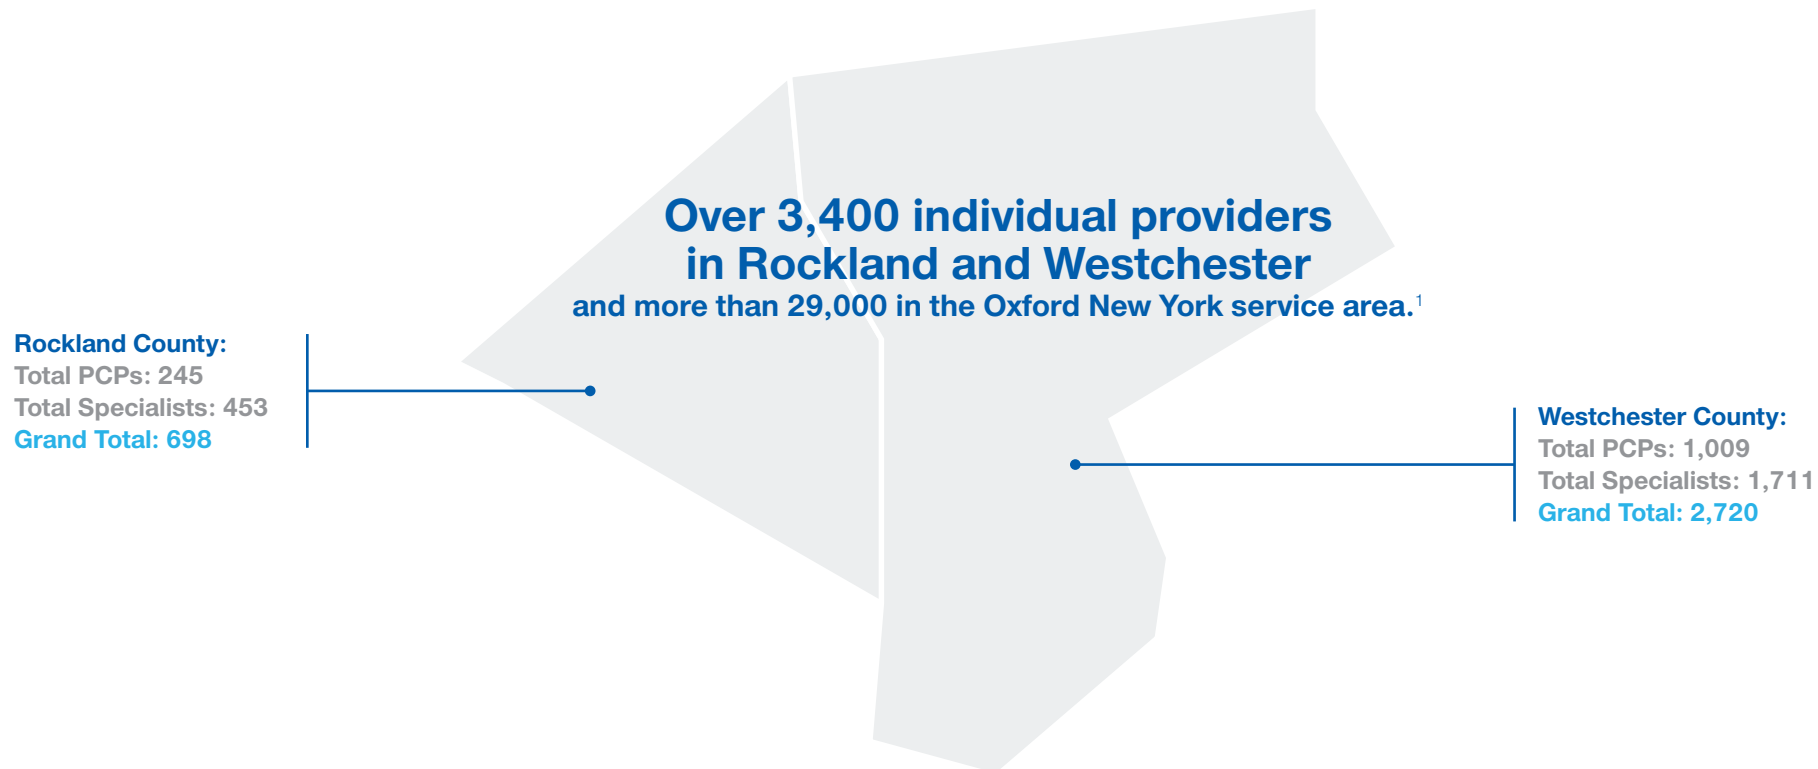 Over 3,400 individual providers
in Rockland and Westchester
and more than 29,000 in the Oxford New York service area.¹
Rockland County:
Total PCPs: 245
Total Specialists: 453
Grand Total: 698
Westchester County:
Total PCPs: 1,009
Total Specialists: 1,711
Grand Total: 2,720